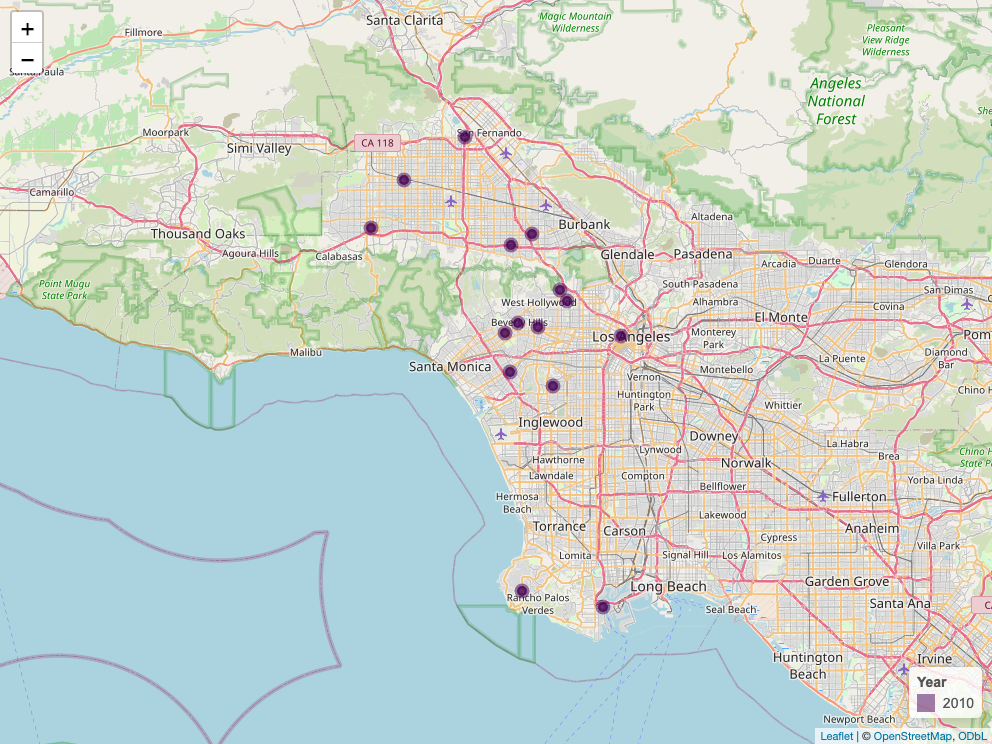 +
−
Santa Clarita
Magic Mountain
Wilderness
Fillmore
Pleasant
View Ridge
Wilderness
Santa Paula
Angeles
National
Forest
Moorpark
CA 118
San Fernando
Simi Valley
Camarillo
Thousand Oaks
Agoura Hills
Calabasas
Burbank
Altadena
Glendale
Pasadena
Arcadia
Duarte
Glendora
Point Mugu
State Park
South Pasadena
San Dimas
West Hollywood
Alhambra
Covina
Beverly Hills
El Monte
Los Angeles
Monterey
Park
Malibu
La Puente
Diamond
Bar
Santa Monica
Vernon
Montebello
Chino H
Huntington
Park
Whittier
Inglewood
Downey
La Habra
Brea
Chino H
State P
Hawthorne
Lynwood
Norwalk
Lawndale
Compton
Bellflower
Yorba Linda
Hermosa
Beach
Fullerton
Torrance
Carson
Lakewood
Anaheim
Cypress
Villa Park
Lomita
Signal Hill
Los Alamitos
Long Beach
Garden Grove
Rancho Palos
Verdes
Seal Beach
Santa Ana
Huntington
Beach
Irvine
Year
2010
Newport Beach
Leaflet | © OpenStreetMap, ODbL